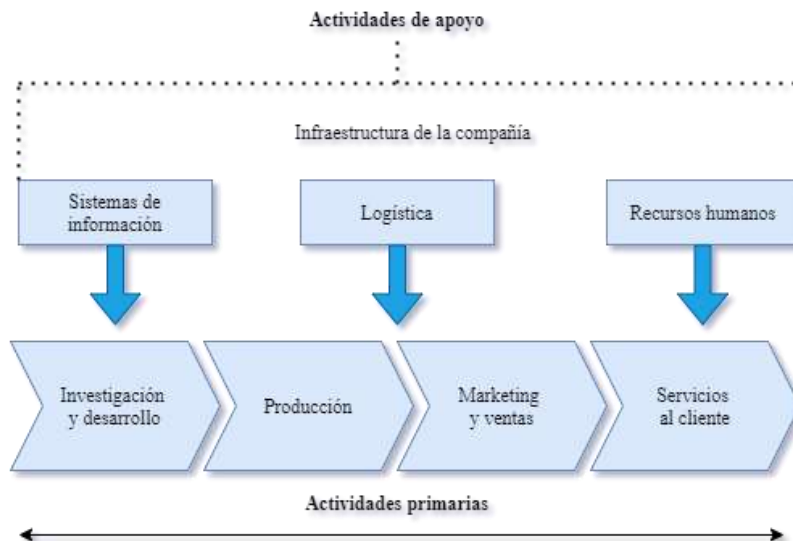 Actividades de apoyo
Infraestructura de la compañía
Sistemas de
información
Logística
Recursos humanos
Investigación
y desarrollo
Producción
Marketing
y ventas
Servicios
al cliente
Actividades primarias